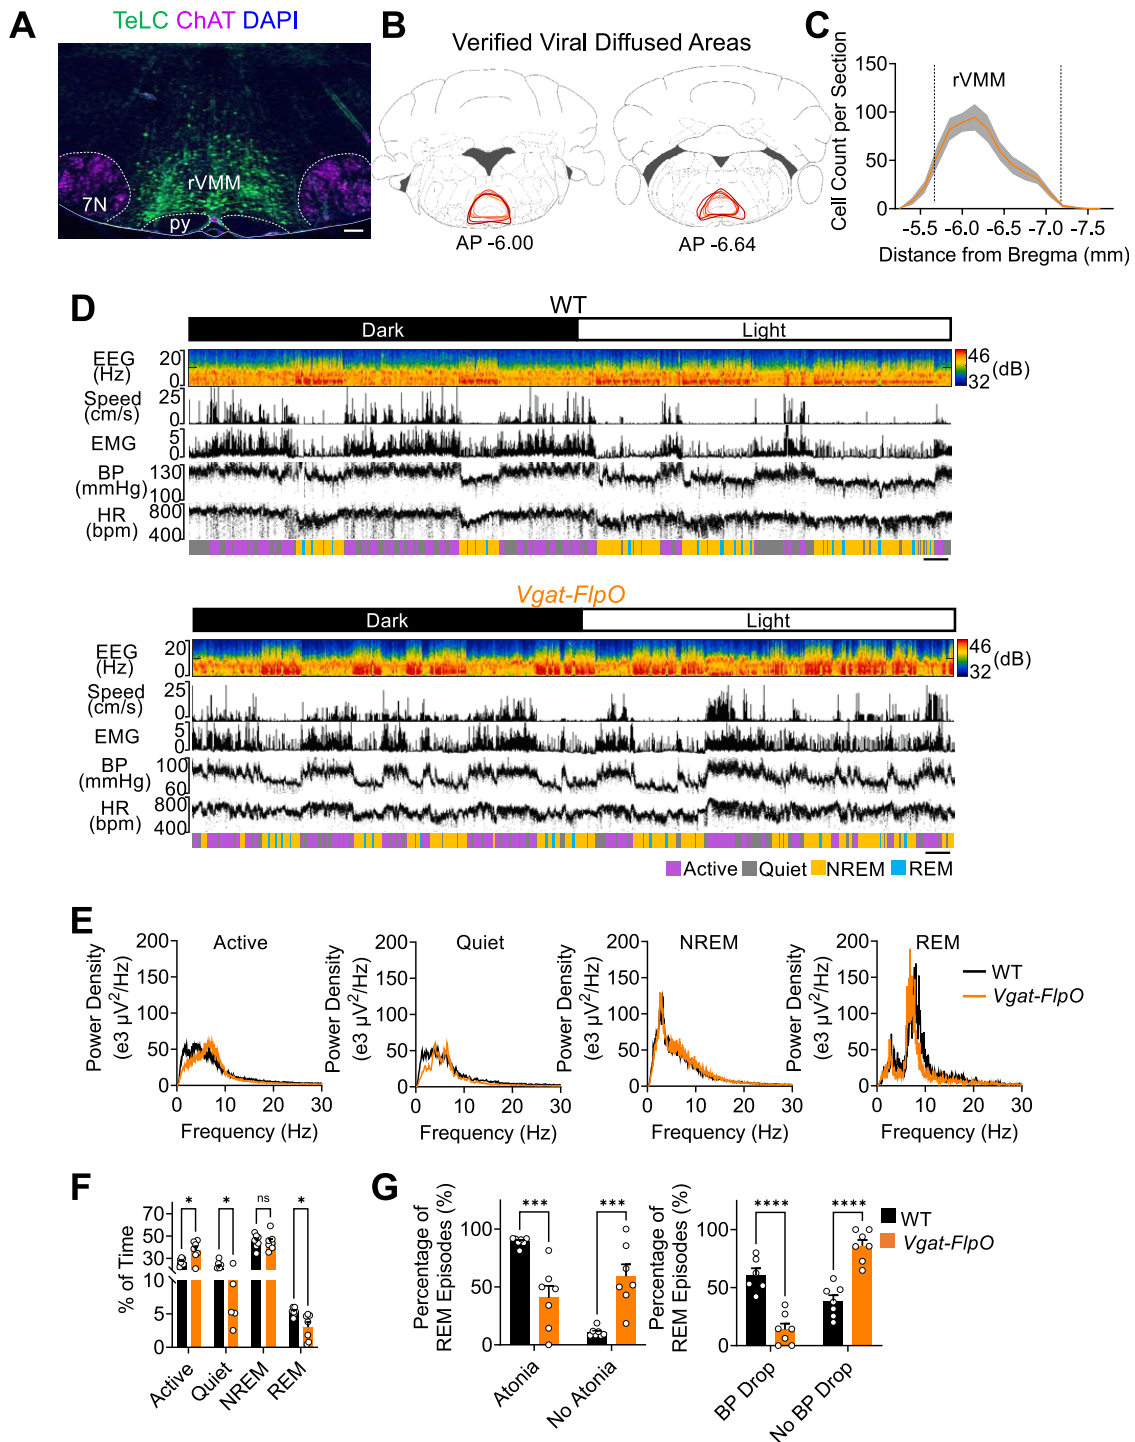 A
TeLC ChAT DAPI
7N
rVMM
py
B
Verified Viral Diffused Areas
AP -6.00
AP -6.64
C
Cell Count per Section
150
100
50
0
rVMM
-5.5 -6.0 -6.5 -7.0 -7.5
Distance from Bregma (mm)
D
WT
Dark
Light
EEG
(Hz)
20
0
46
32
(dB)
Speed
(cm/s)
25
0
EMG
5
0
BP
(mmHg)
130
100
HR
(bpm)
800
400
Vgat-FlpO
Dark
Light
EEG
(Hz)
20
0
46
32
(dB)
Speed
(cm/s)
25
0
EMG
5
0
BP
(mmHg)
100
60
HR
(bpm)
800
400
Active Quiet NREM REM
E
Power Density
(e3 µV²/Hz)
200
150
100
50
0
Active
0 10 20 30
Frequency (Hz)
Power Density
(e3 µV²/Hz)
200
150
100
50
0
Quiet
0 10 20 30
Frequency (Hz)
Power Density
(e3 µV²/Hz)
200
150
100
50
0
NREM
0 10 20 30
Frequency (Hz)
Power Density
(e3 µV²/Hz)
200
150
100
50
0
REM
0 10 20 30
Frequency (Hz)
WT
Vgat-FlpO
F
% of Time
70
50
30
10
5
0
* * ns *
Active
Quiet
NREM
REM
G
Percentage of
REM Episodes (%)
100
50
0
*** ***
Atonia
No Atonia
Percentage of
REM Episodes (%)
100
50
0
**** ****
BP Drop
No BP Drop
WT
Vgat-FlpO